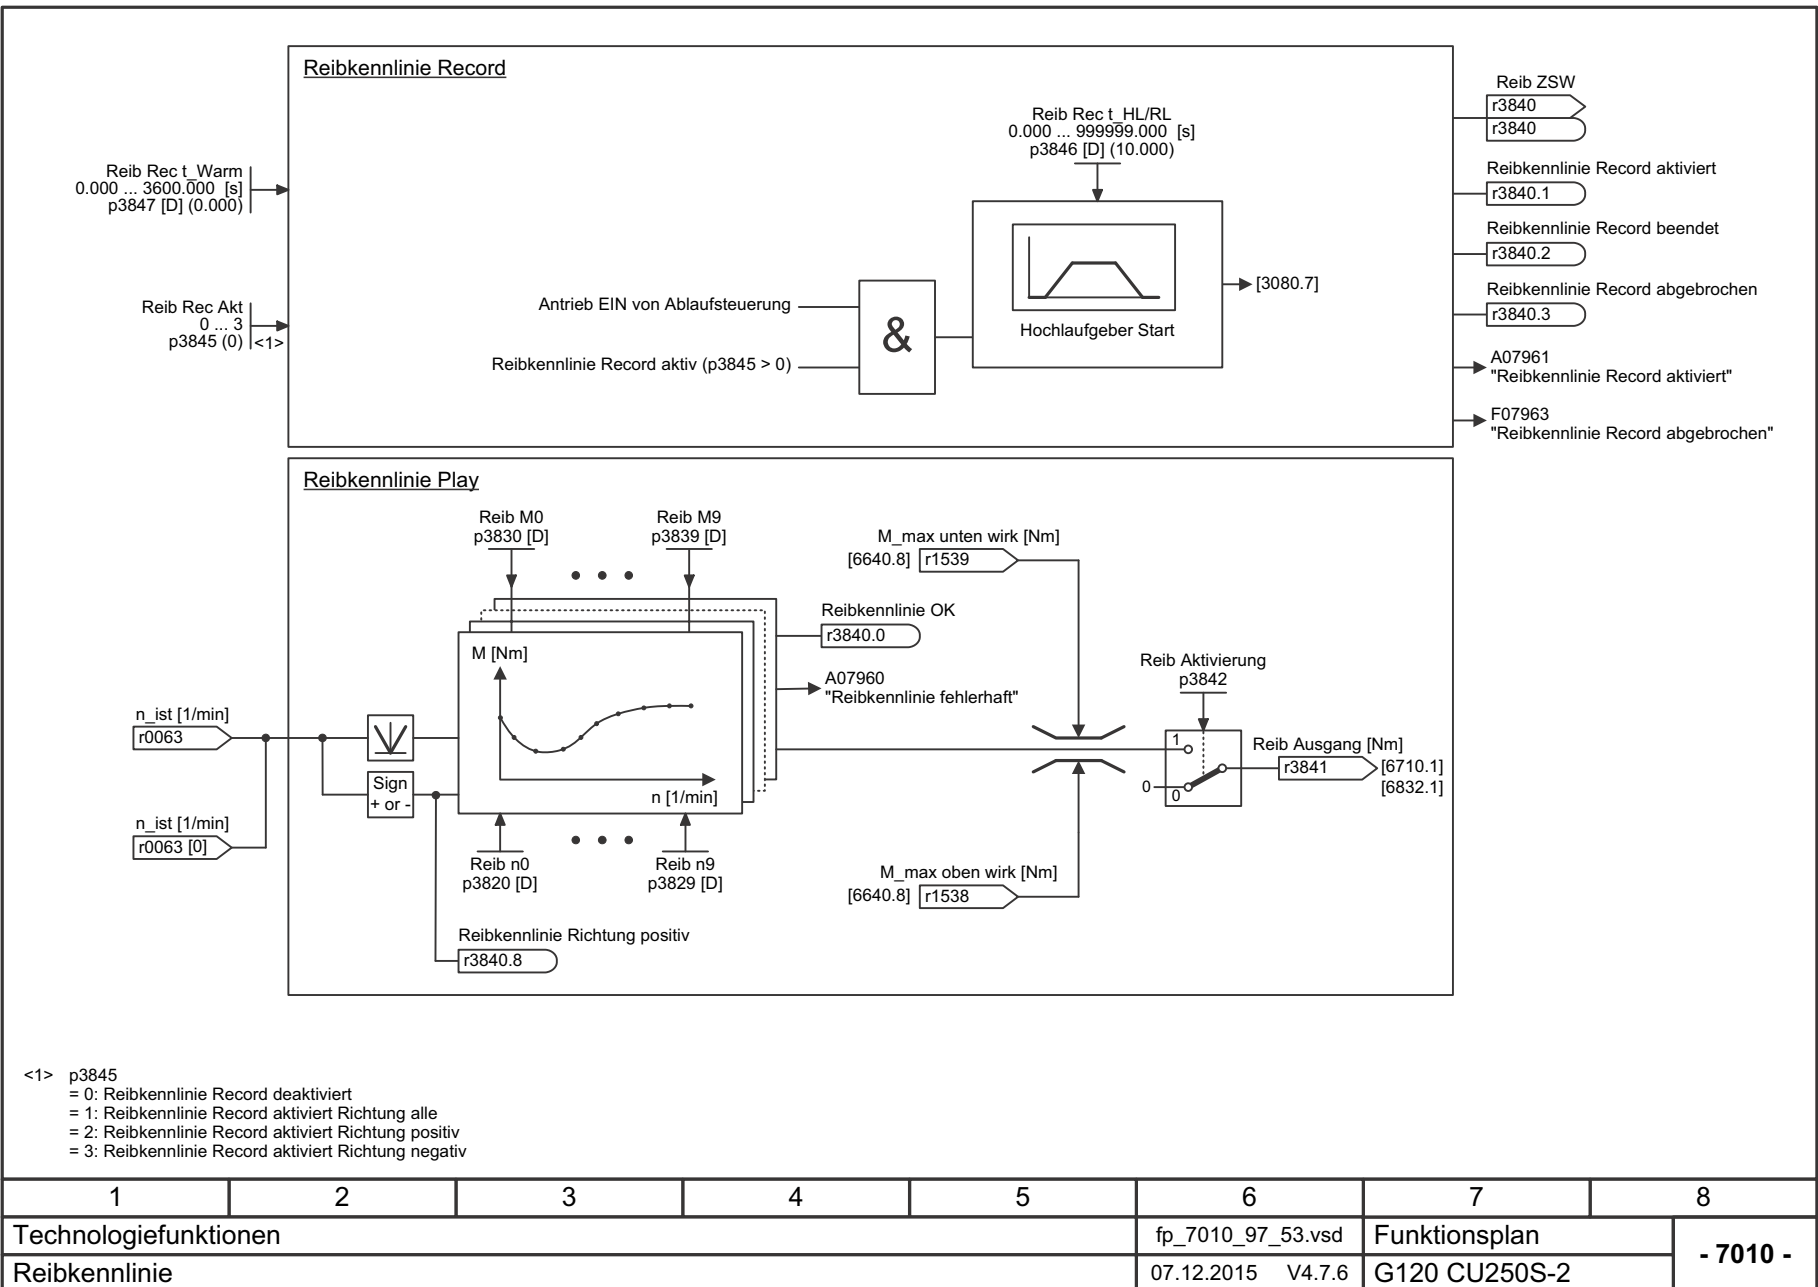 Reibkennlinie Record
Reib Rec t_Warm
0.000 ... 3600.000 [s]
p3847 [D] (0.000)
Reib Rec Akt
0 ... 3
p3845 (0)
<1>
Reib Rec t_HL/RL
0.000 ... 999999.000 [s]
p3846 [D] (10.000)
Antrieb EIN von Ablaufsteuerung
Reibkennlinie Record aktiv (p3845 > 0)
&
Hochlaufgeber Start
[3080.7]
Reib ZSW
r3840
r3840
Reibkennlinie Record aktiviert
r3840.1
Reibkennlinie Record beendet
r3840.2
Reibkennlinie Record abgebrochen
r3840.3
A07961
"Reibkennlinie Record aktiviert"
F07963
"Reibkennlinie Record abgebrochen"
Reibkennlinie Play
Reib M0
p3830 [D]
Reib M9
p3839 [D]
M_max unten wirk [Nm]
[6640.8] r1539
Reibkennlinie OK
r3840.0
A07960
"Reibkennlinie fehlerhaft"
M [Nm]
n [1/min]
n_ist [1/min]
r0063
n_ist [1/min]
r0063 [0]
Sign
+ or -
Reib n0
p3820 [D]
Reib n9
p3829 [D]
Reibkennlinie Richtung positiv
r3840.8
M_max oben wirk [Nm]
[6640.8] r1538
Reib Aktivierung
p3842
1
0
0
Reib Ausgang [Nm]
r3841
[6710.1]
[6832.1]
<1> p3845
= 0: Reibkennlinie Record deaktiviert
= 1: Reibkennlinie Record aktiviert Richtung alle
= 2: Reibkennlinie Record aktiviert Richtung positiv
= 3: Reibkennlinie Record aktiviert Richtung negativ
1 2 3 4 5 6 7 8
Technologiefunktionen
fp_7010_97_53.vsd
Funktionsplan
- 7010 -
Reibkennlinie
07.12.2015 V4.7.6
G120 CU250S-2